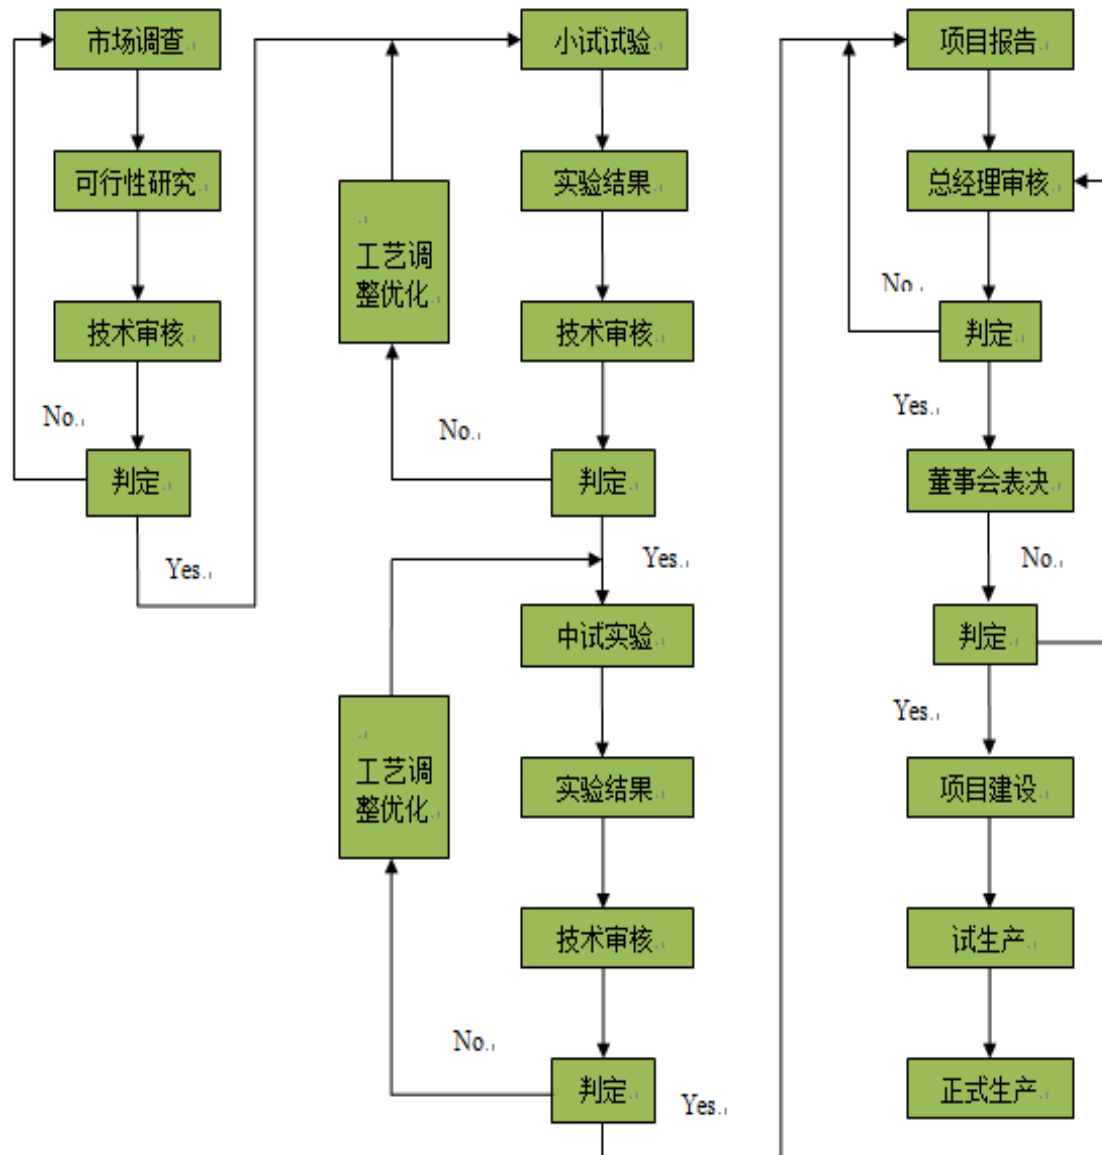 市场调查
可行性研究
技术审核
No.
判定
Yes.
小试试验
实验结果
工艺调
整优化
技术审核
No.
判定
Yes.
中试实验
工艺调
整优化
实验结果
技术审核
No.
判定
Yes.
项目报告
总经理审核
No.
判定
Yes.
董事会表决
No.
判定
Yes.
项目建设
试生产
正式生产